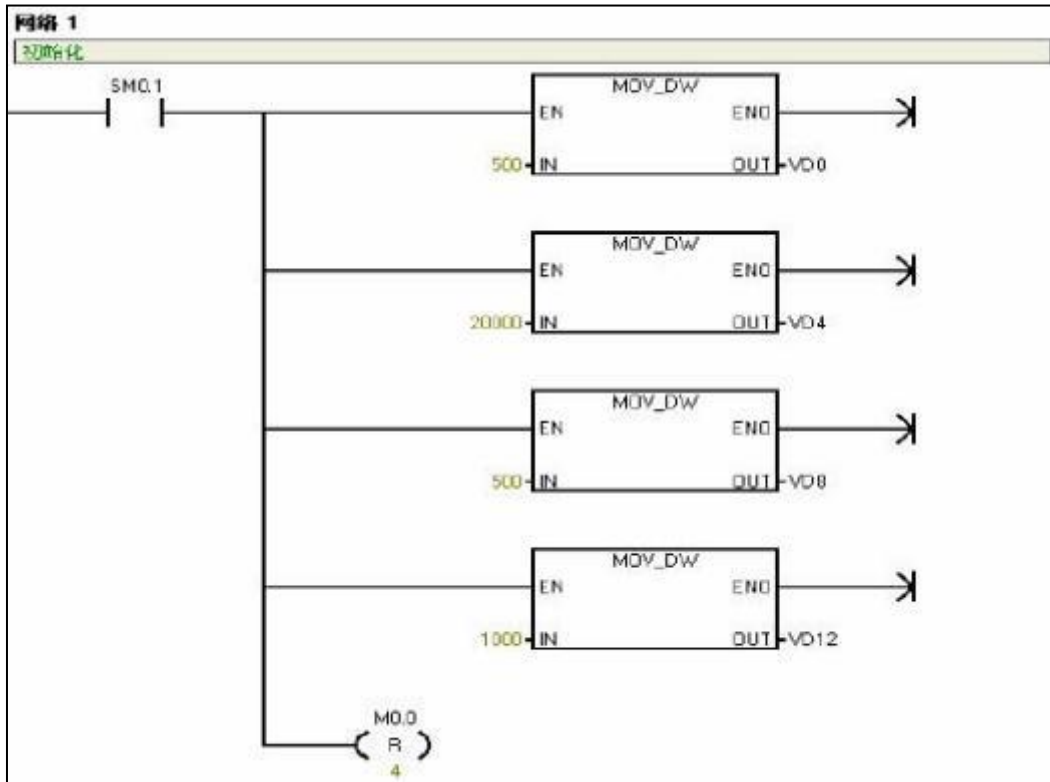 网络 1
初始化
SM0.1
MOV_DW
EN ENO
500 IN OUT VD0
MOV_DW
EN ENO
20000 IN OUT VD4
MOV_DW
EN ENO
500 IN OUT VD8
MOV_DW
EN ENO
1000 IN OUT VD12
M0.0
R
4